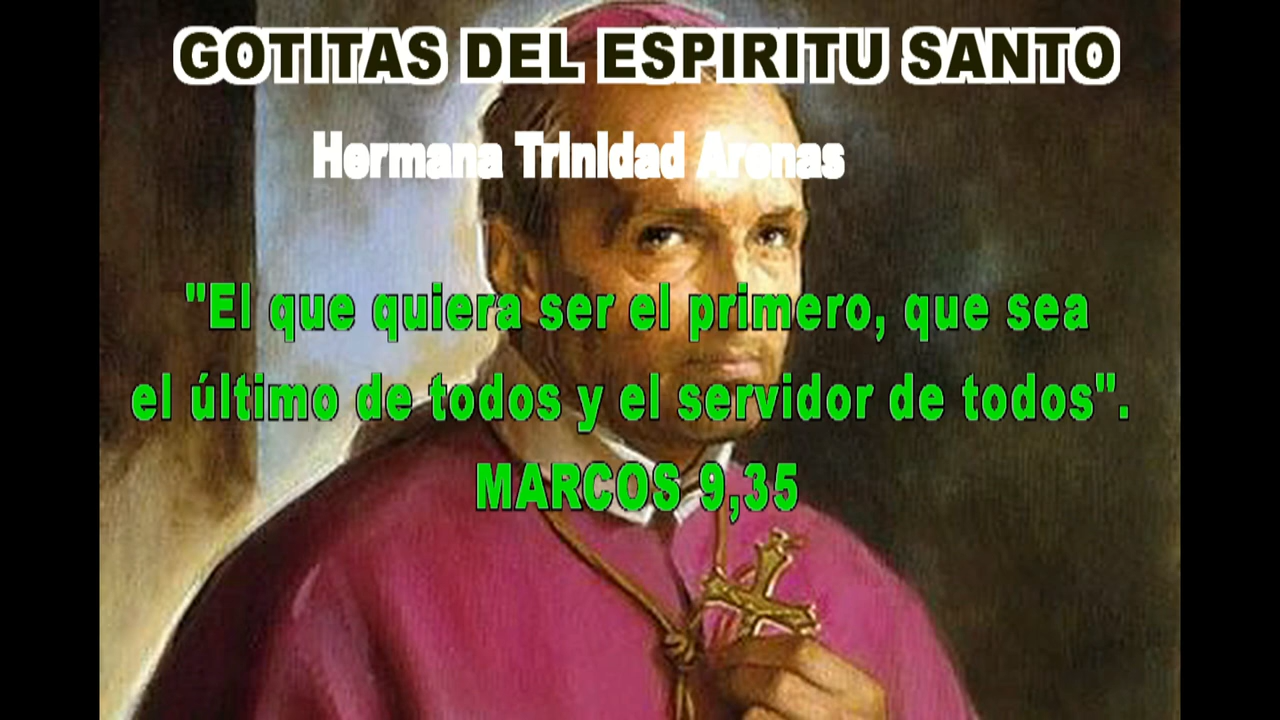 GOTITAS DEL ESPIRITU SANTO
Hermana Trinidad Arenas
"El que quiera ser el primero, que sea
el último de todos y el servidor de todos".
MARCOS 9,35